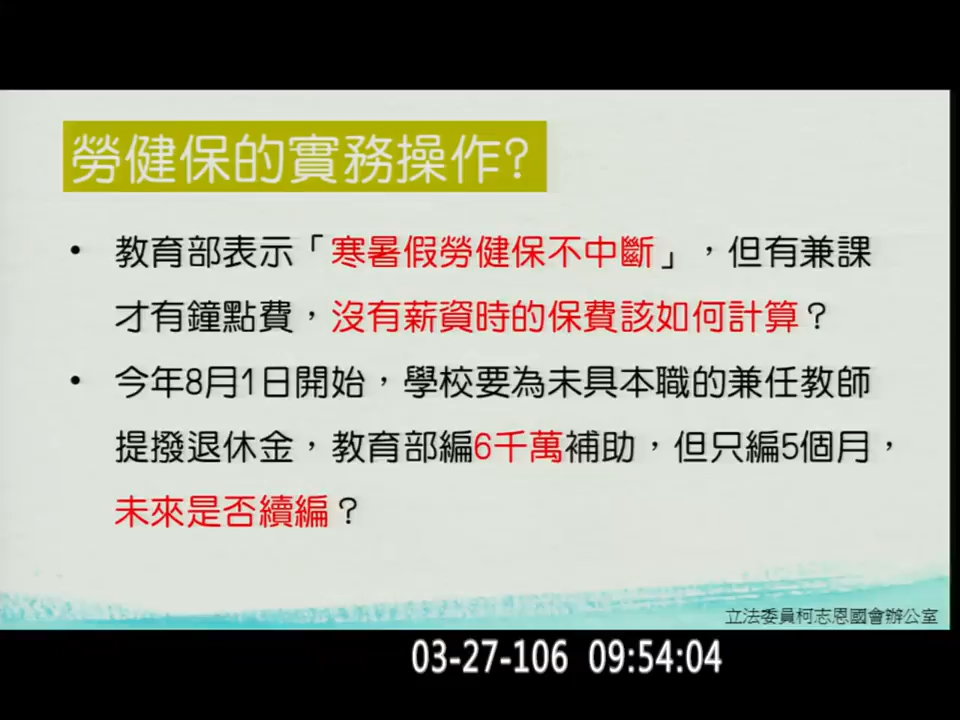 勞健保的實務操作?
• 教育部表示「寒暑假勞健保不中斷」，但有兼課
才有鐘點費，沒有薪資時的保費該如何計算？
• 今年8月1日開始，學校要為未具本職的兼任教師
提撥退休金，教育部編6千萬補助，但只編5個月，
未來是否續編？
立法委員柯志恩國會辦公室
03-27-106 09:54:04